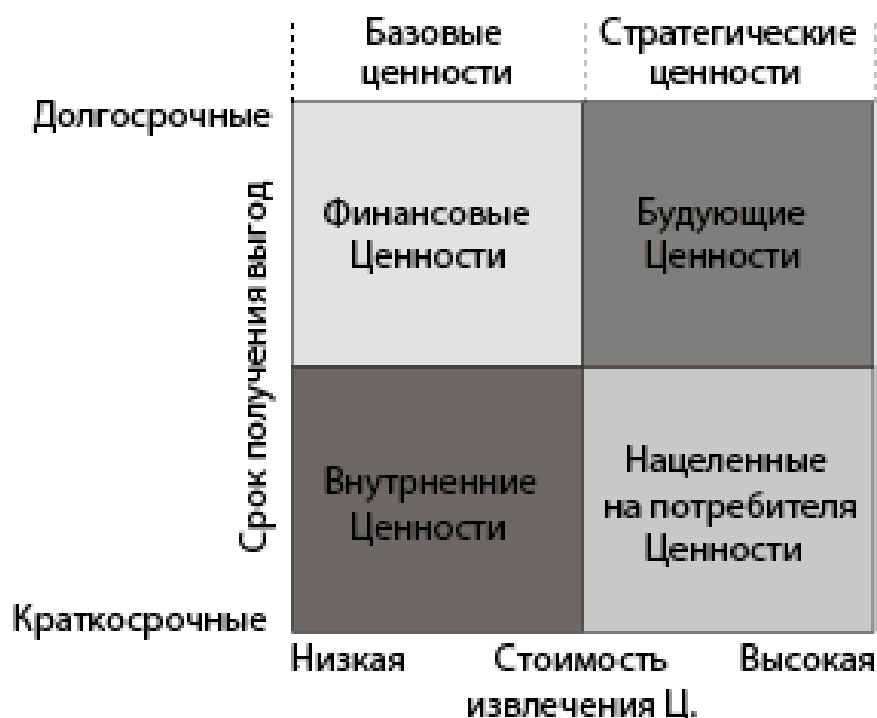 Базовые
ценности
Стратегические
ценности
Долгосрочные
Срок получения выгод
Финансовые
Ценности
Будующие
Ценности
Внутрненние
Ценности
Нацеленные
на потребителя
Ценности
Краткосрочные
Низкая
Стоимость
извлечения Ц.
Высокая